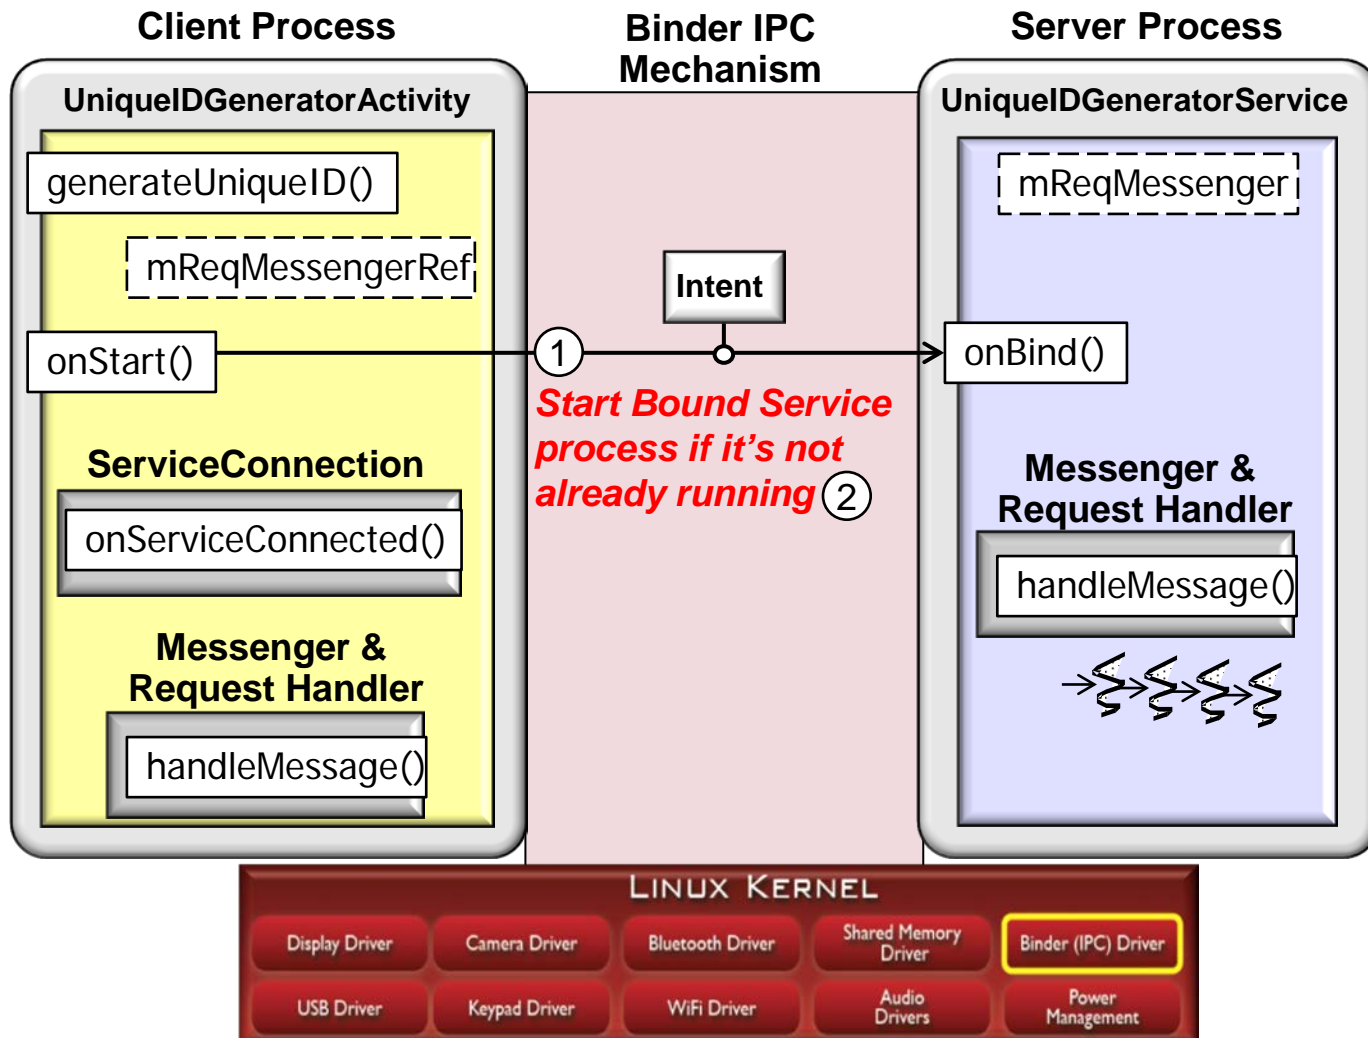 Client Process
Binder IPC
Mechanism
Server Process
UniqueIDGeneratorActivity
generateUniqueID()
mReqMessengerRef
onStart()
ServiceConnection
onServiceConnected()
Messenger &
Request Handler
handleMessage()
Intent
1
Start Bound Service
process if it's not
already running 2
UniqueIDGeneratorService
mReqMessenger
onBind()
Messenger &
Request Handler
handleMessage()
LINUX KERNEL
Display Driver
Camera Driver
Bluetooth Driver
Shared Memory
Driver
Binder (IPC) Driver
USB Driver
Keypad Driver
WiFi Driver
Audio
Drivers
Power
Management